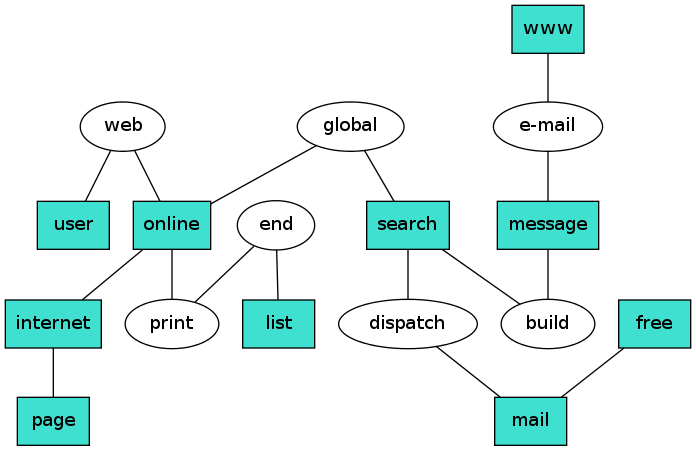 www
web
global
e-mail
user
online
end
search
message
internet
print
list
dispatch
build
free
page
mail